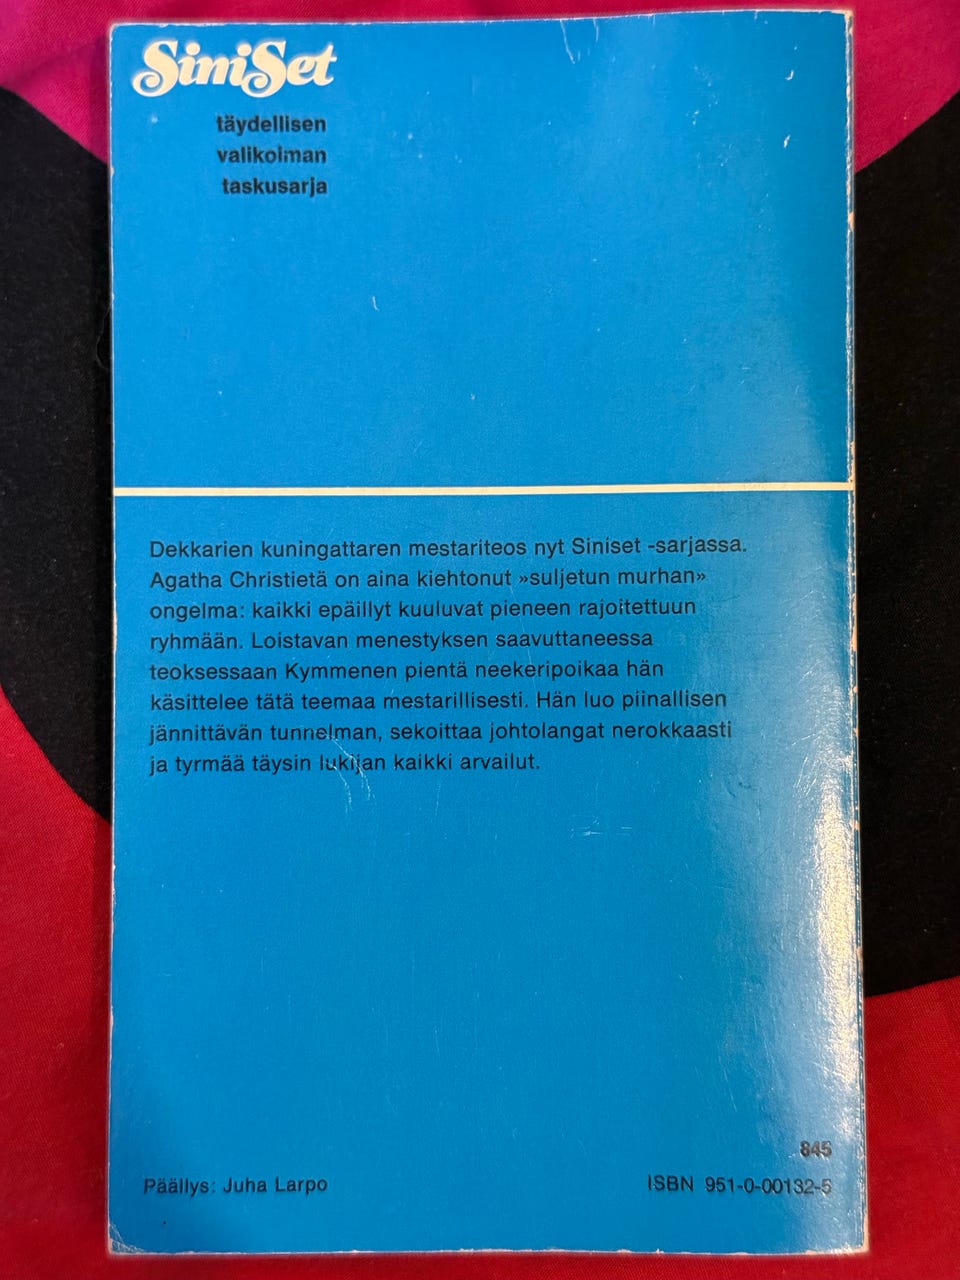 SiniSet
täydellisen
valikoiman
taskusarja
Dekkarien kuningattaren mestariteos nyt Siniset -sarjassa.
Agatha Christietä on aina kiehtonut »suljetun murhan»
ongelma: kaikki epäillyt kuuluvat pieneen rajoitettuun
ryhmään. Loistavan menestyksen saavuttaneessa
teoksessaan Kymmenen pientä neekeripoikaa hän
käsittelee tätä teemaa mestarillisesti. Hän luo piinallisen
jännittävän tunnelman, sekoittaa johtolangat nerokkaasti
ja tyrmää täysin lukijan kaikki arvailut.
845
Päällys: Juha Larpo
ISBN 951-0-00132-5